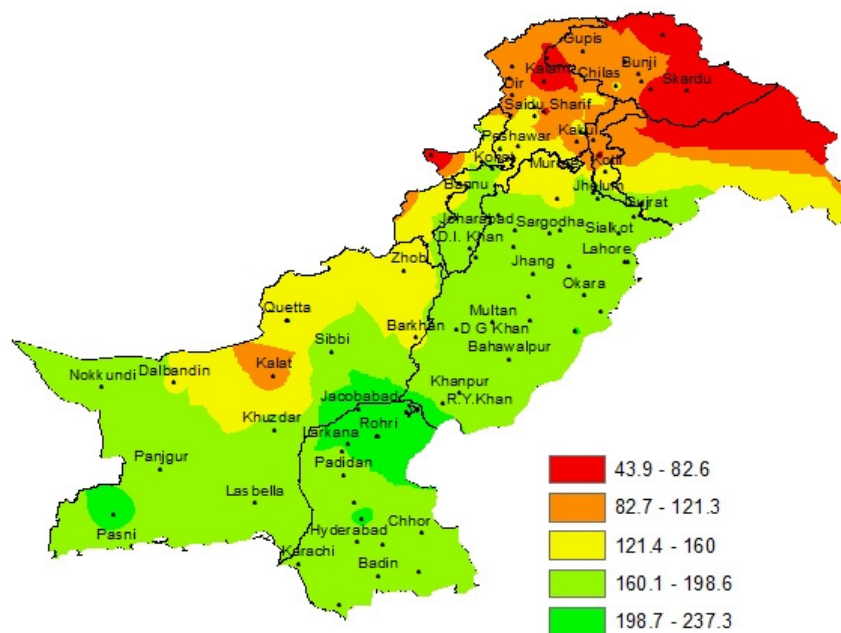 Gupis
Kalam
Chilas
Bunji
Skardu
Dir
Saidu Sharif
Peshawar
Kakul
Kotli
Bannu
Jhelum
Gujrat
Joharabad
Sargodha
Sialkot
D.I. Khan
Lahore
Zhob
Jhang
Okara
Quetta
Multan
Barkhan
D G Khan
Sibbi
Bahawalpur
Nokkundi
Dalbandin
Kalat
Khanpur
Jacobabad
R.Y.Khan
Khuzdar
Rohri
Larkana
Panjgur
Padidan
Lasbella
Pasni
Hyderabad
Chhor
Karachi
Badin
43.9 - 82.6
82.7 - 121.3
121.4 - 160
160.1 - 198.6
198.7 - 237.3